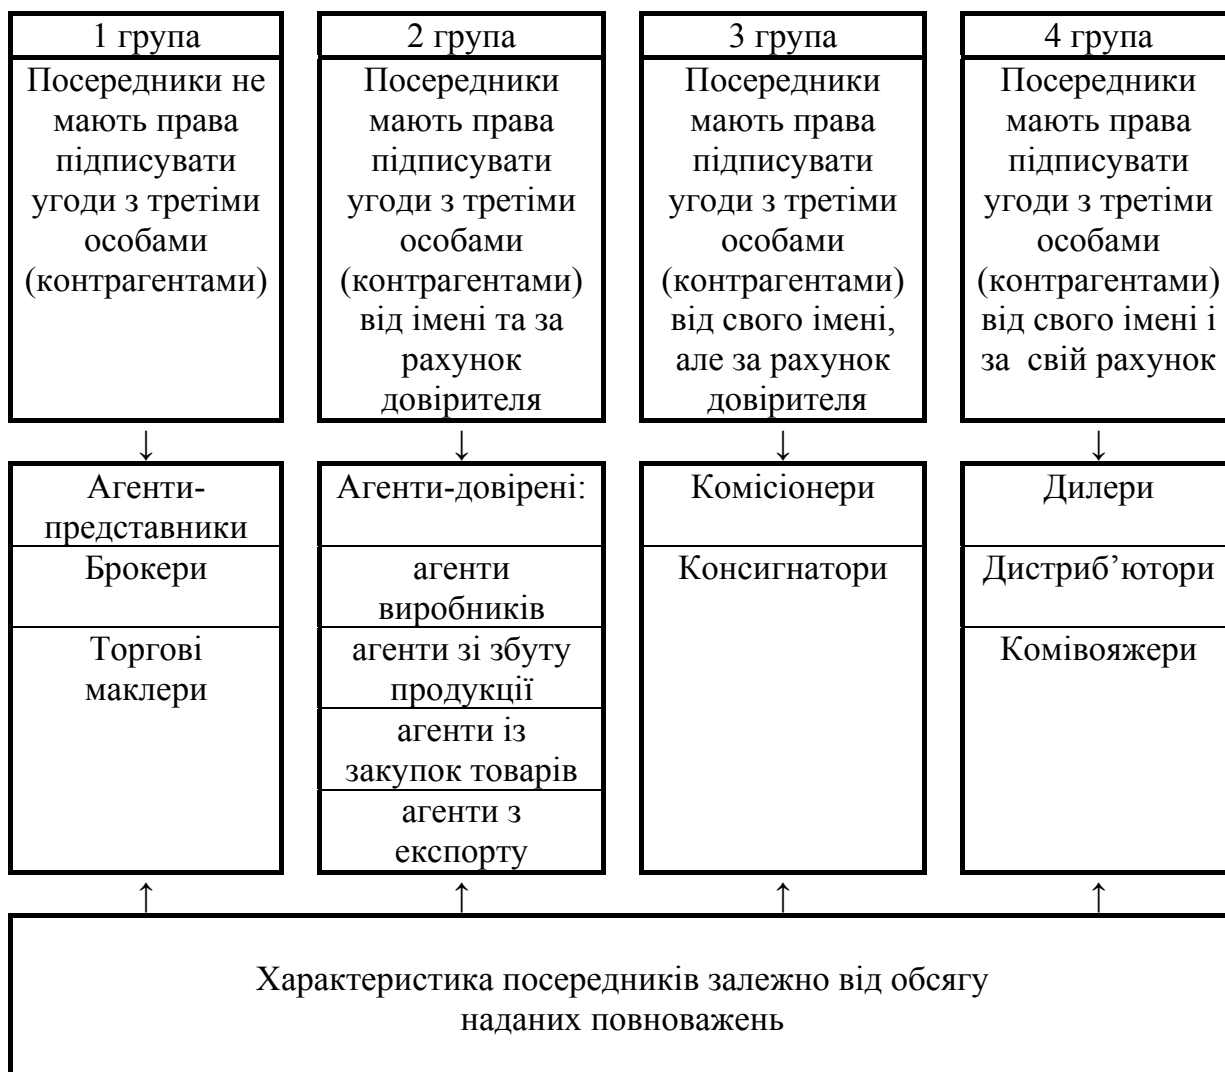 1 група
Посередники не
мають права
підписувати
угоди з третіми
особами
(контрагентами)
↓
Агенти-
представники
Брокери
Торгові
маклери
↑
2 група
Посередники
мають права
підписувати
угоди з третіми
особами
(контрагентами)
від імені та за
рахунок
довірителя
↓
Агенти-довірені:
агенти
виробників
агенти зі збуту
продукції
агенти із
закупок товарів
агенти з
експорту
↑
3 група
Посередники
мають права
підписувати
угоди з третіми
особами
(контрагентами)
від свого імені,
але за рахунок
довірителя
↓
Комісіонери
Консигнатори
↑
4 група
Посередники
мають права
підписувати
угоди з третіми
особами
(контрагентами)
від свого імені і
за свій рахунок
↓
Дилери
Дистриб’ютори
Комівояжери
↑
Характеристика посередників залежно від обсягу
наданих повноважень